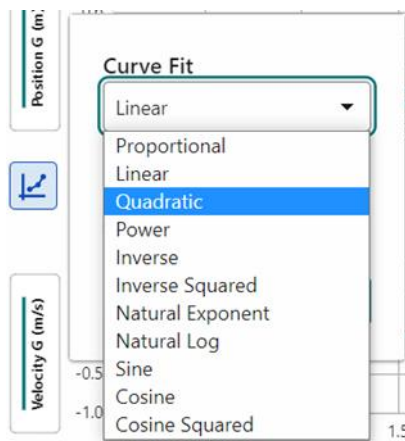 Position G (m)
Curve Fit
Linear
Proportional
Linear
Quadratic
Power
Inverse
Inverse Squared
Natural Exponent
Natural Log
Sine
Cosine
Cosine Squared
Velocity G (m/s)
-0.5
-1.0
1.5